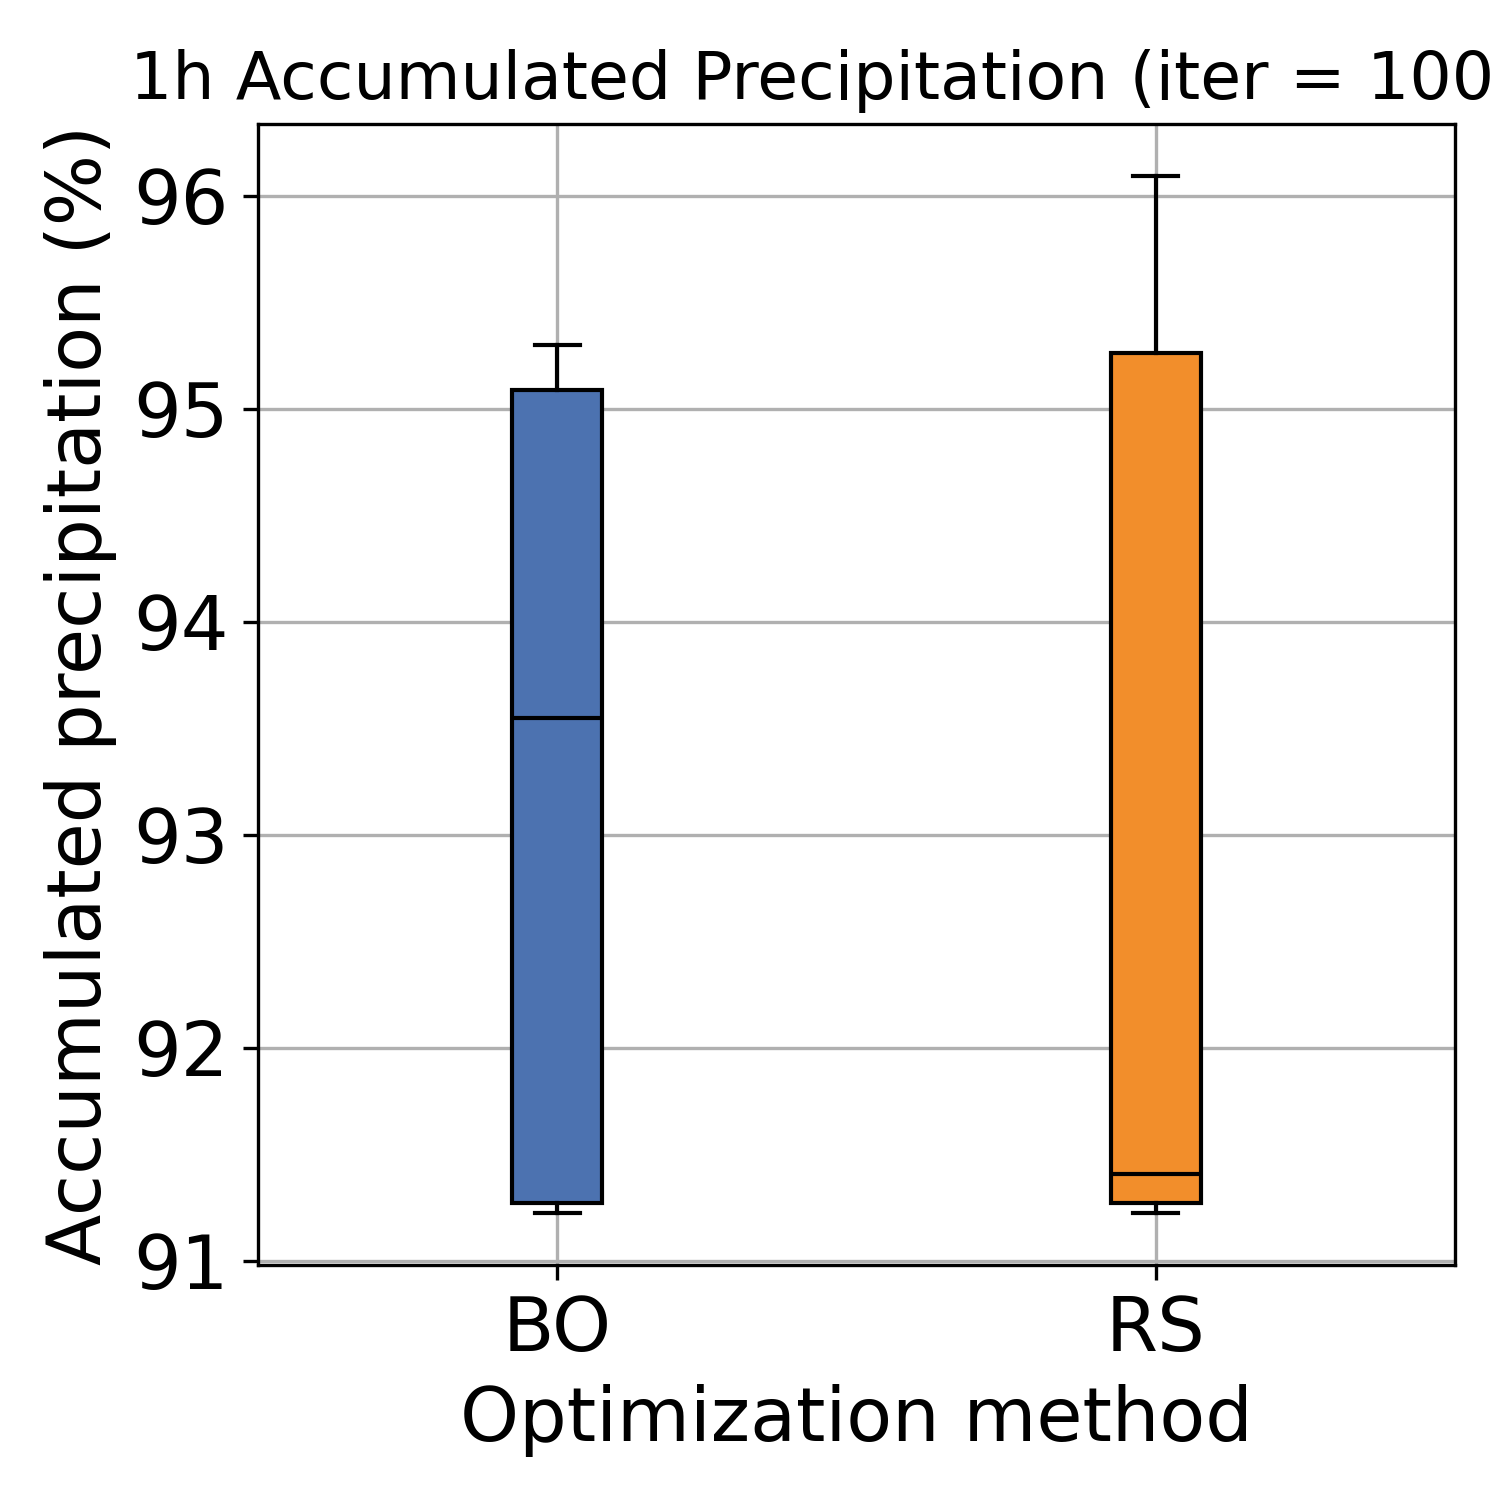 1h Accumulated Precipitation (iter = 100
Accumulated precipitation (%)
96
95
94
93
92
91
BO RS
Optimization method